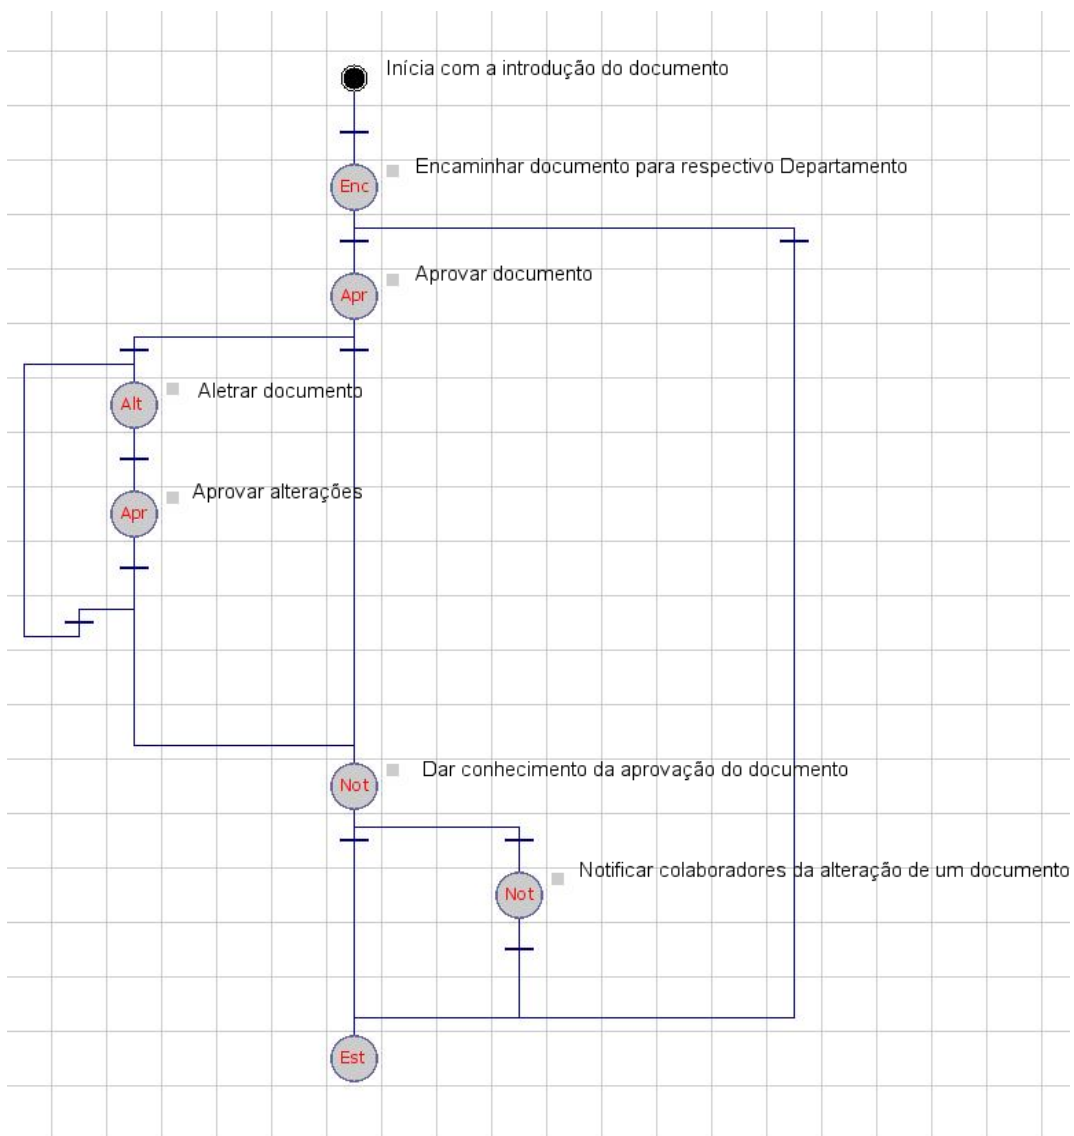 Inícia com a introdução do documento
Encaminhar documento para respectivo Departamento
Enc
Aprovar documento
Apr
Aletrar documento
Alt
Aprovar alterações
Apr
Dar conhecimento da aprovação do documento
Not
Notificar colaboradores da alteração de um documento
Not
Est